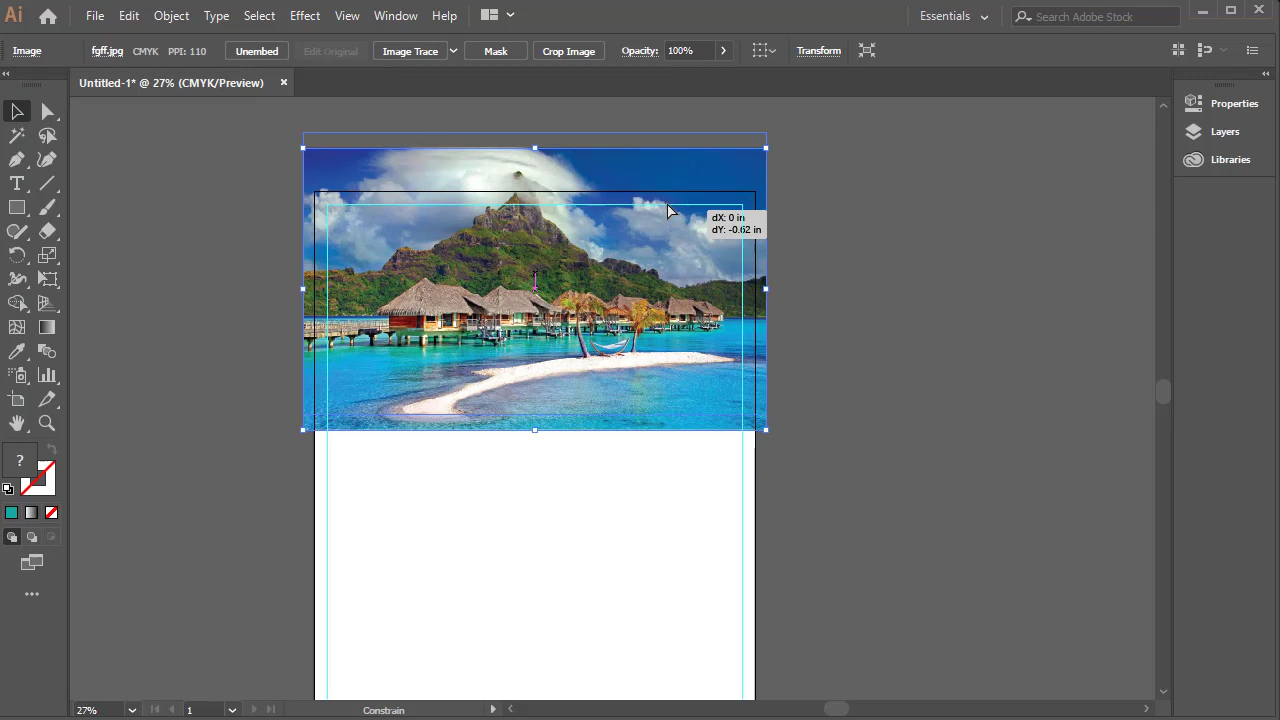 Ai File Edit Object Type Select Effect View Window Help Essentials Search Adobe Stock
Image fgff.jpg CMYK PPI: 110 Unembed Edit Original Image Trace Mask Crop Image Opacity: 100% Transform
Untitled-1* @ 27% (CMYK/Preview)
Properties
Layers
Libraries
dX: 0 in
dY: -0.62 in
?
27% 1 Constrain